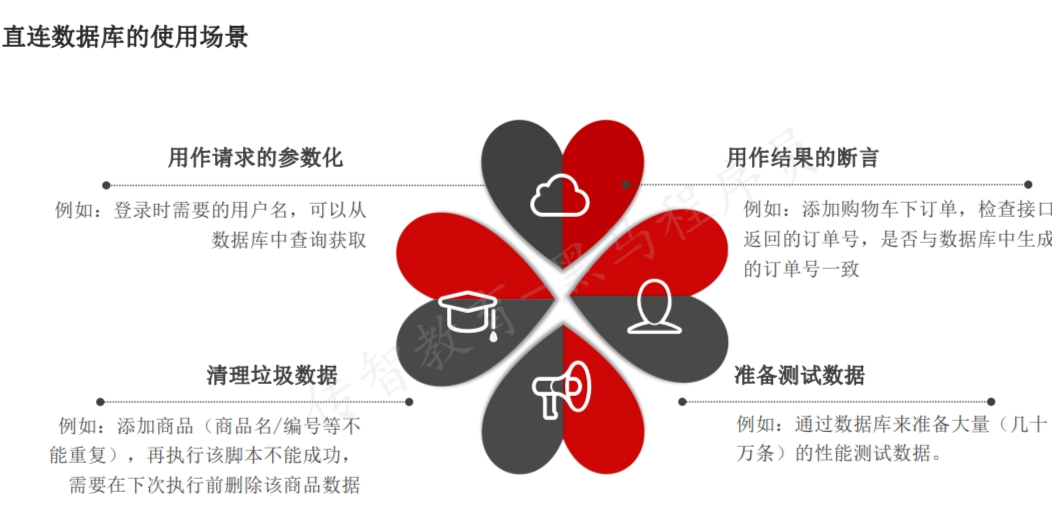 直连数据库的使用场景
用作请求的参数化
例如：登录时需要的用户名，可以从
数据库中查询获取
用作结果的断言
例如：添加购物车下订单，检查接口
返回的订单号，是否与数据库中生成
的订单号一致
清理垃圾数据
例如：添加商品（商品名/编号等不
能重复），再执行该脚本不能成功，
需要在下次执行前删除该商品数据
准备测试数据
例如：通过数据库来准备大量（几十
万条）的性能测试数据。
传智教育-黑马程序员